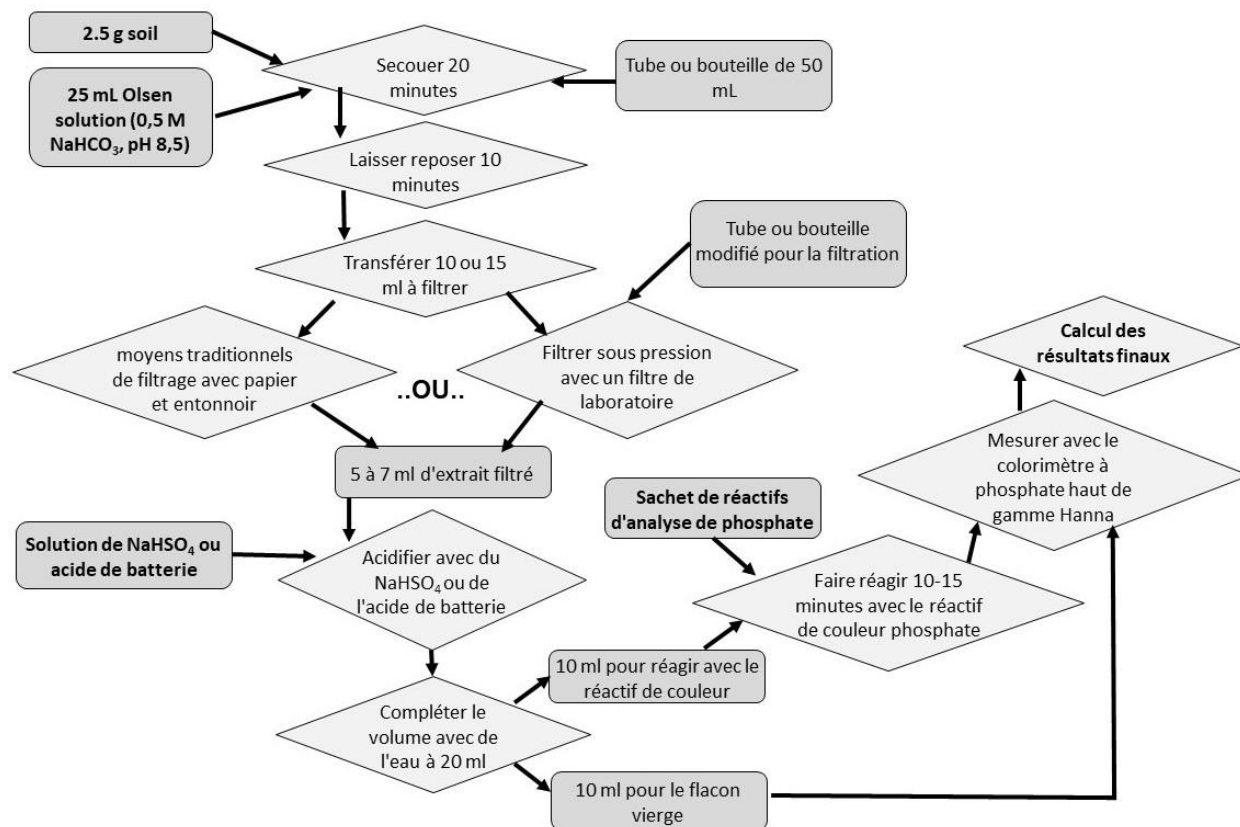 2.5 g soil
25 mL Olsen
solution (0,5 M
NaHCO₃, pH 8,5)
Secouer 20
minutes
Tube ou bouteille de 50
mL
Laisser reposer 10
minutes
Transférer 10 ou 15
ml à filtrer
Tube ou bouteille
modifié pour la filtration
moyens traditionnels
de filtrage avec papier
et entonnoir
..OU..
Filtrer sous pression
avec un filtre de
laboratoire
5 à 7 ml d'extrait filtré
Solution de NaHSO₄ ou
acide de batterie
Acidifier avec du
NaHSO₄ ou de
l'acide de batterie
Compléter le
volume avec de
l'eau à 20 ml
10 ml pour réagir avec le
réactif de couleur
10 ml pour le flacon
vierge
Sachet de réactifs
d'analyse de phosphate
Faire réagir 10-15
minutes avec le réactif
de couleur phosphate
Mesurer avec le
colorimètre à
phosphate haut de
gamme Hanna
Calcul des
résultats finaux